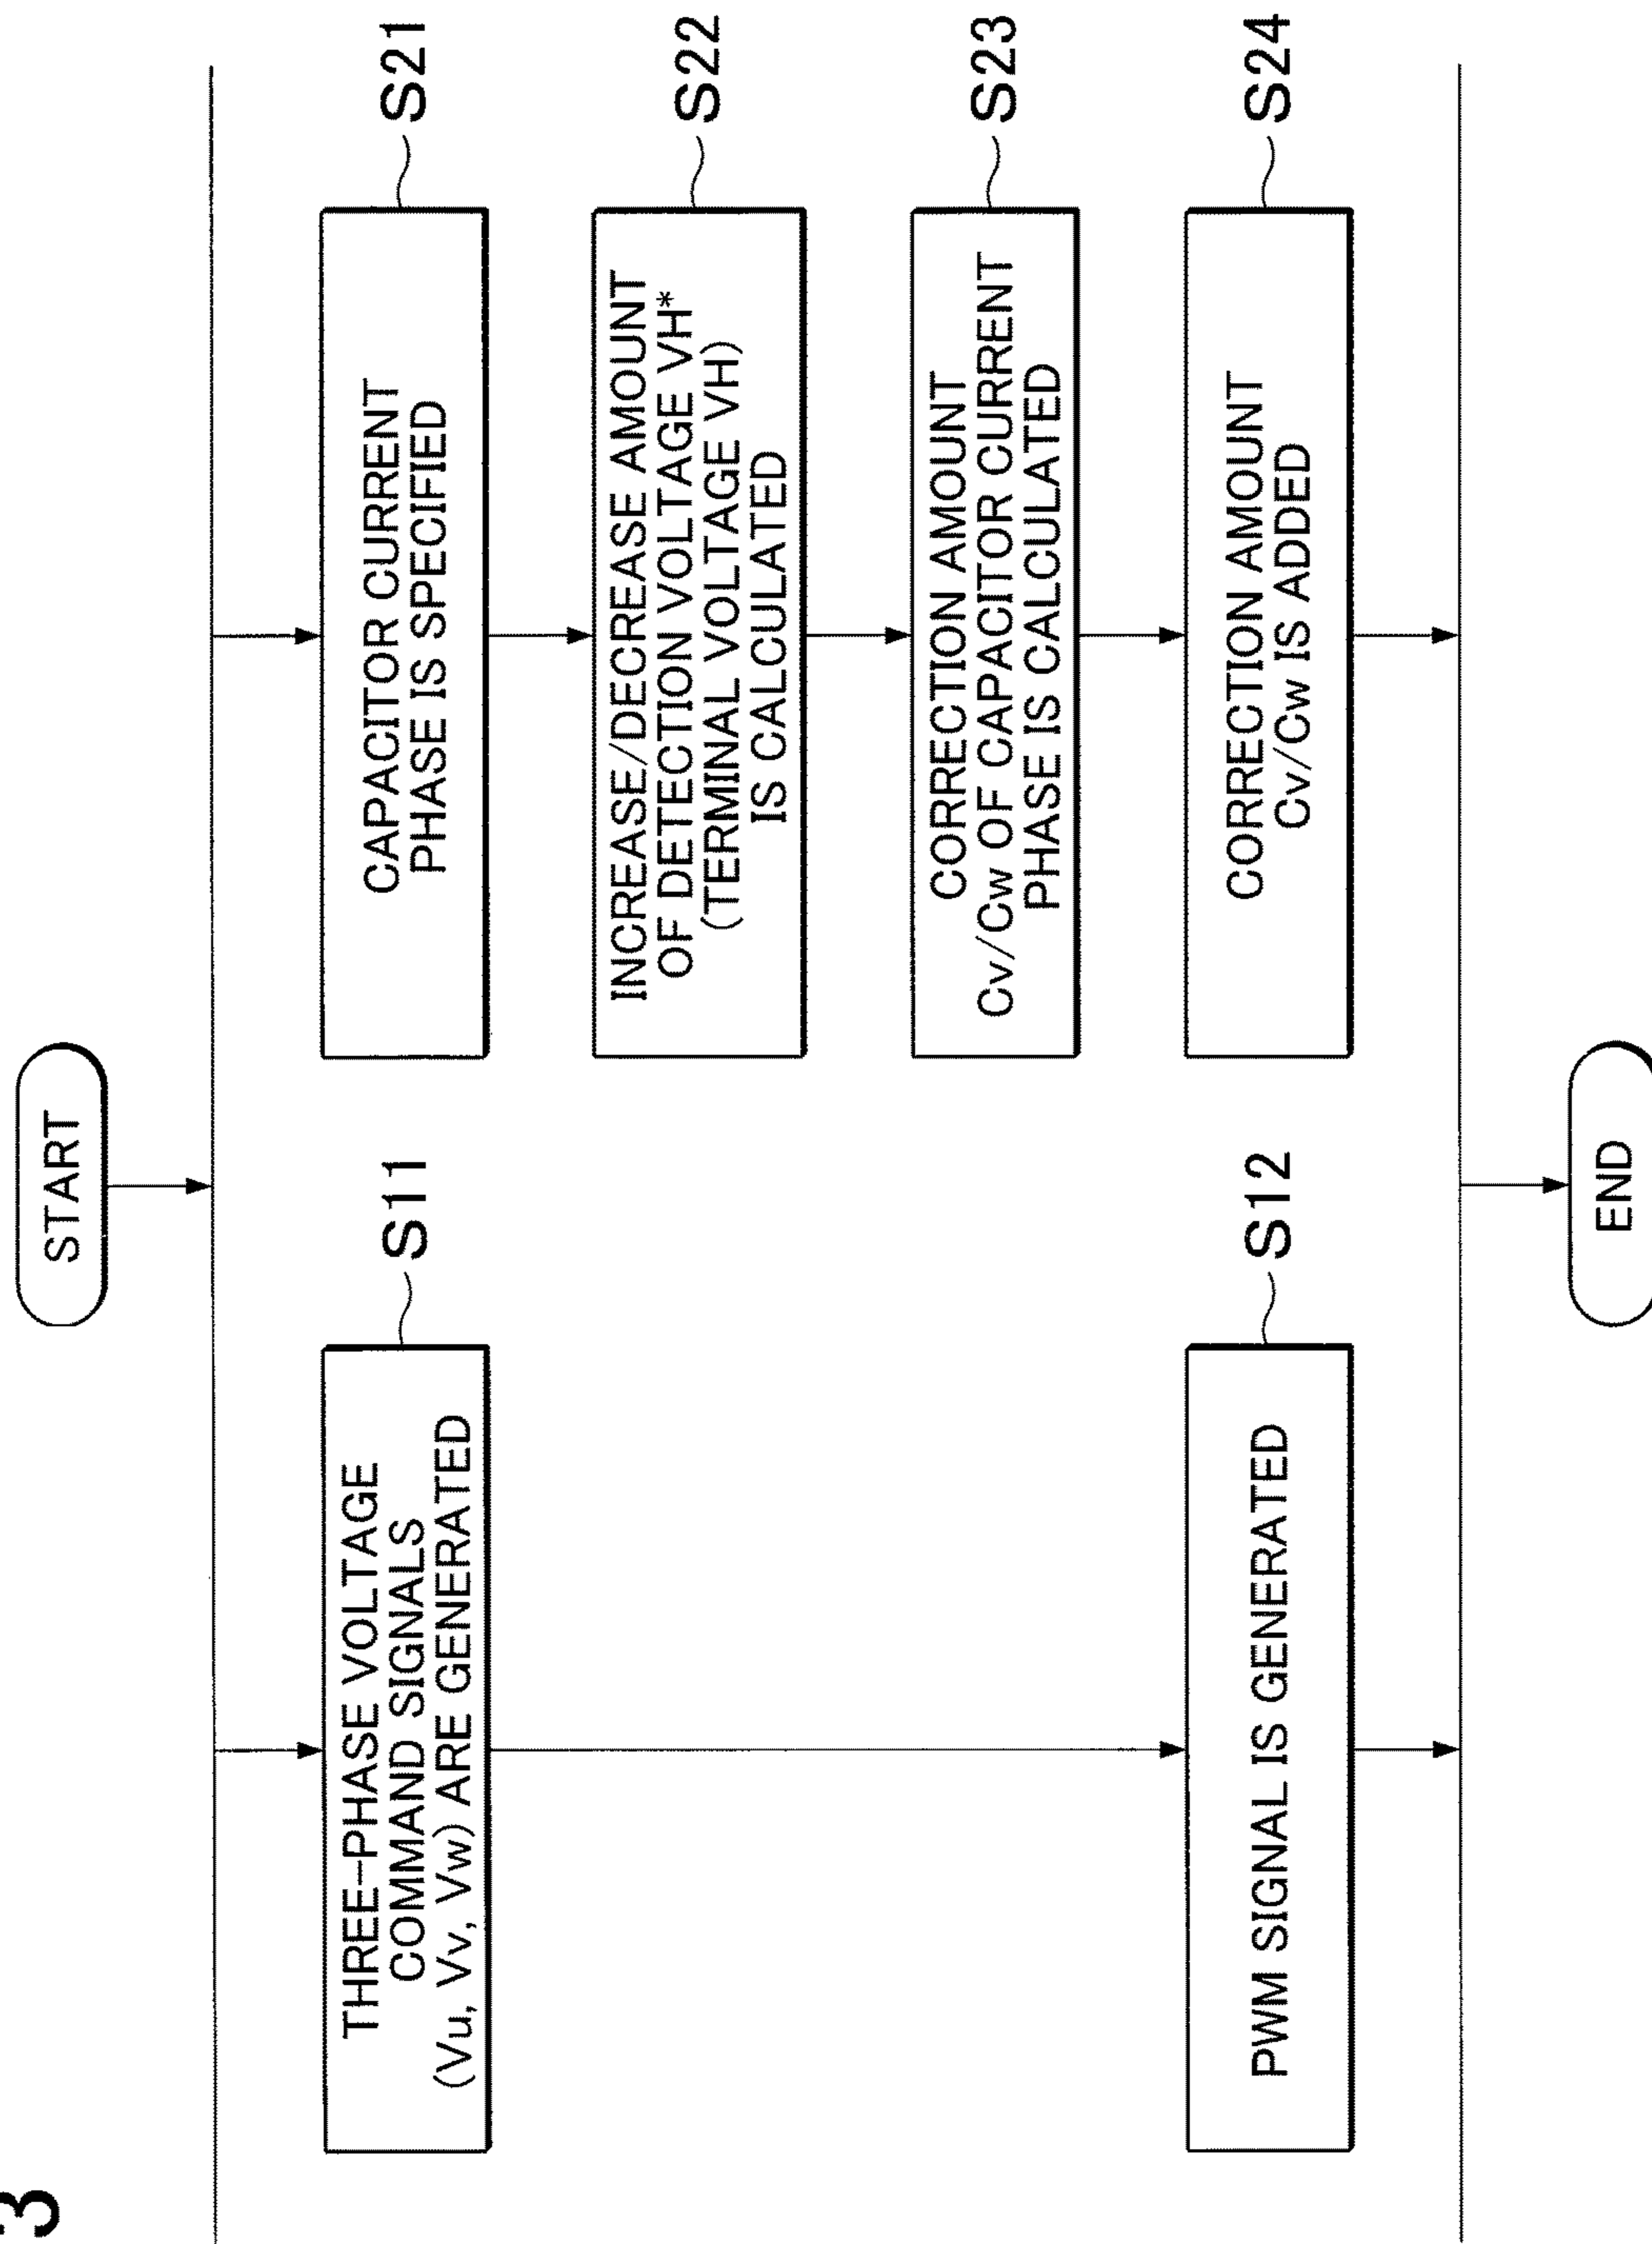 3
START
S11
THREE-PHASE VOLTAGE
COMMAND SIGNALS
(Vu, Vv, Vw) ARE GENERATED
S12
PWM SIGNAL IS GENERATED
S21
CAPACITOR CURRENT
PHASE IS SPECIFIED
S22
INCREASE/DECREASE AMOUNT
OF DETECTION VOLTAGE VH*
(TERMINAL VOLTAGE VH)
IS CALCULATED
S23
CORRECTION AMOUNT
Cv/Cw OF CAPACITOR CURRENT
PHASE IS CALCULATED
S24
CORRECTION AMOUNT
Cv/Cw IS ADDED
END